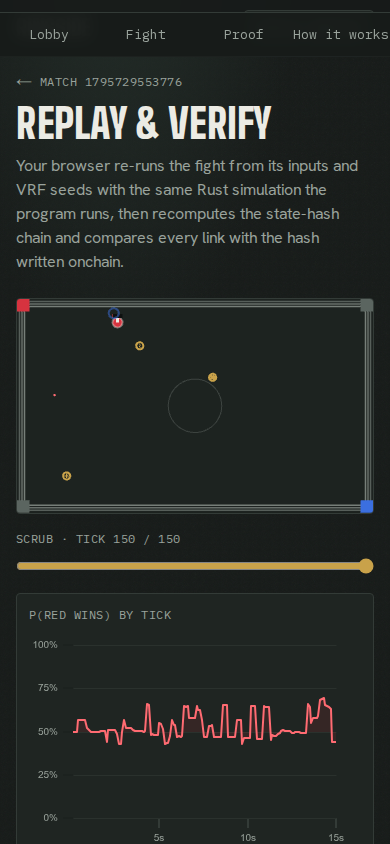 Lobby Fight Proof How it works
← MATCH 1795729553776
REPLAY & VERIFY
Your browser re-runs the fight from its inputs and
VRF seeds with the same Rust simulation the
program runs, then recomputes the state-hash
chain and compares every link with the hash
written onchain.
SCRUB · TICK 150 / 150
P(RED WINS) BY TICK
100%
75%
50%
25%
0%
5s 10s 15s